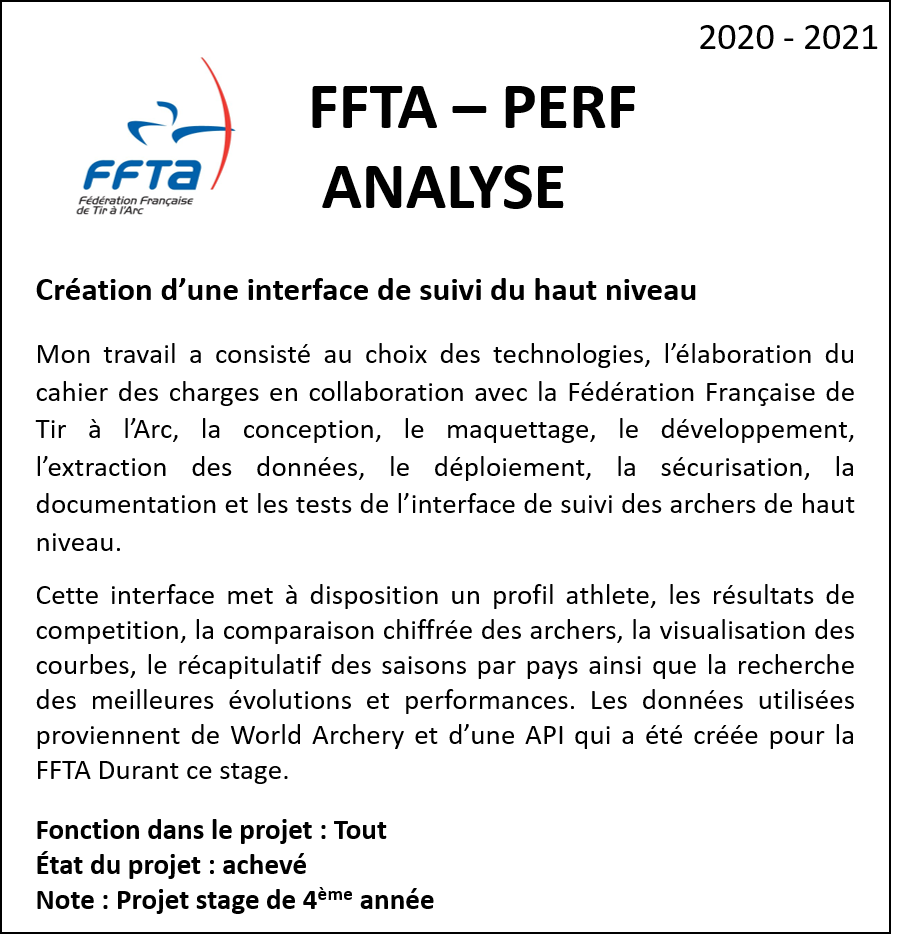 2020 - 2021
FFTA – PERF
ANALYSE
FFTa
Fédération Française
de Tir à l'Arc
Création d’une interface de suivi du haut niveau
Mon travail a consisté au choix des technologies, l’élaboration du
cahier des charges en collaboration avec la Fédération Française de
Tir à l’Arc, la conception, le maquettage, le développement,
l’extraction des données, le déploiement, la sécurisation, la
documentation et les tests de l’interface de suivi des archers de haut
niveau.
Cette interface met à disposition un profil athlete, les résultats de
competition, la comparaison chiffrée des archers, la visualisation des
courbes, le récapitulatif des saisons par pays ainsi que la recherche
des meilleures évolutions et performances. Les données utilisées
proviennent de World Archery et d’une API qui a été créée pour la
FFTA Durant ce stage.
Fonction dans le projet : Tout
État du projet : achevé
Note : Projet stage de 4ème année